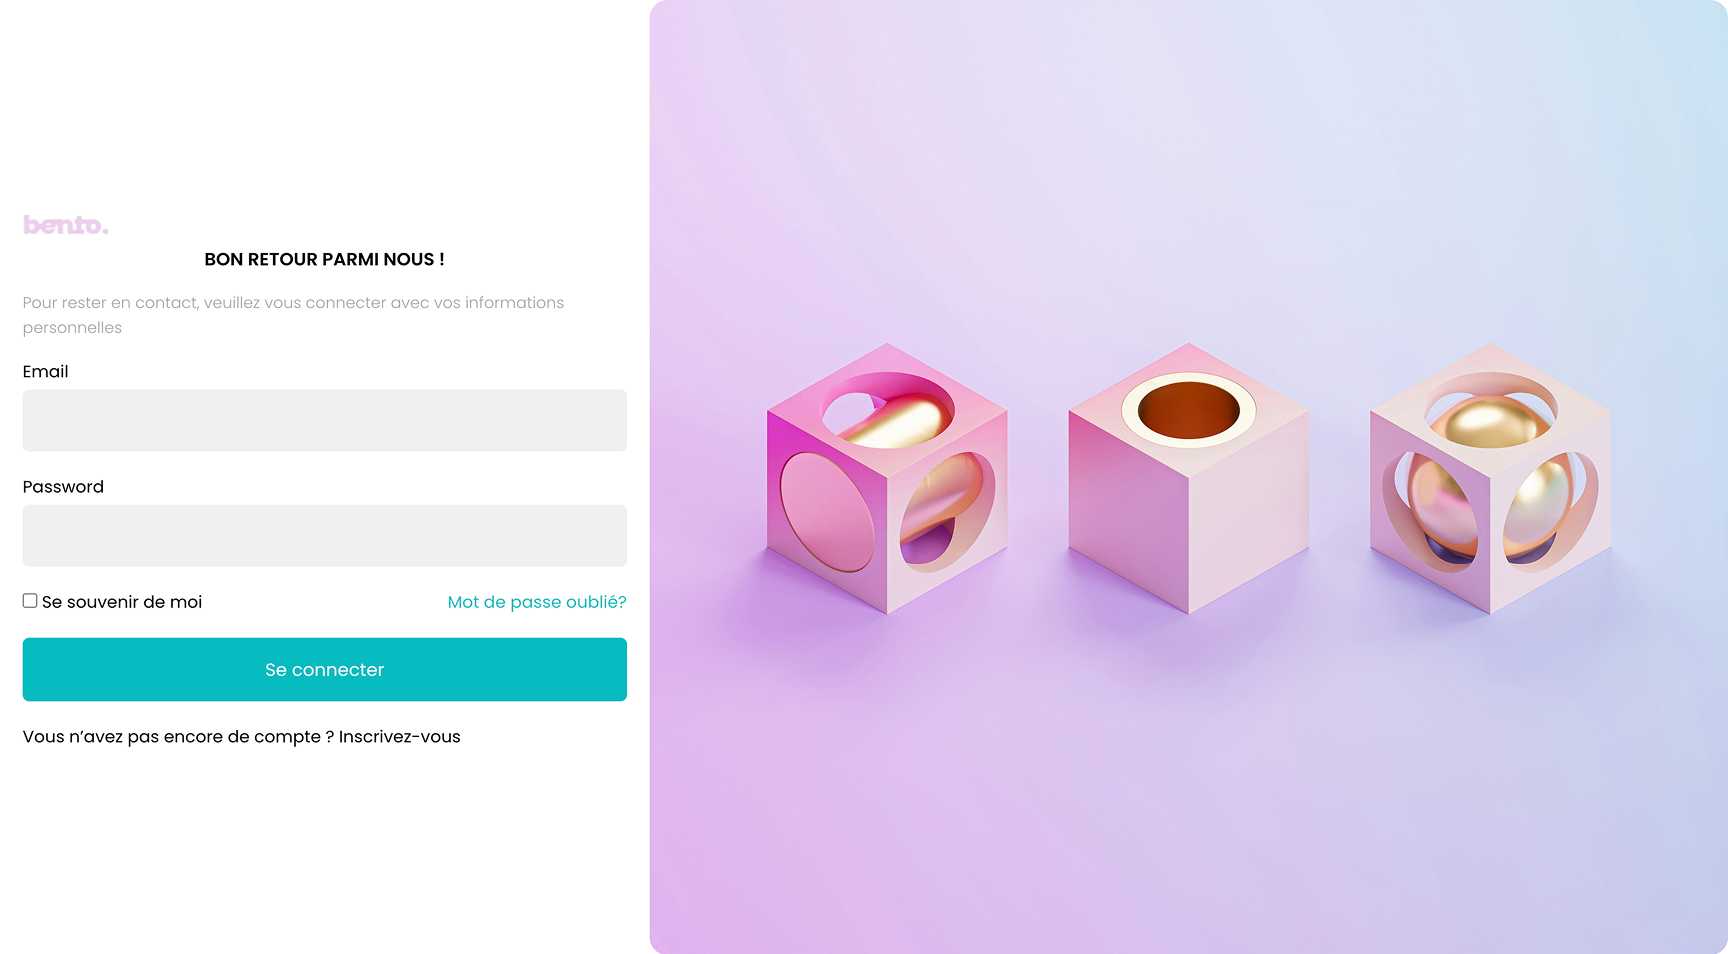 bento.
BON RETOUR PARMI NOUS !
Pour rester en contact, veuillez vous connecter avec vos informations
personnelles
Email
Password
Se souvenir de moi
Mot de passe oublié?
Se connecter
Vous n’avez pas encore de compte ? Inscrivez-vous